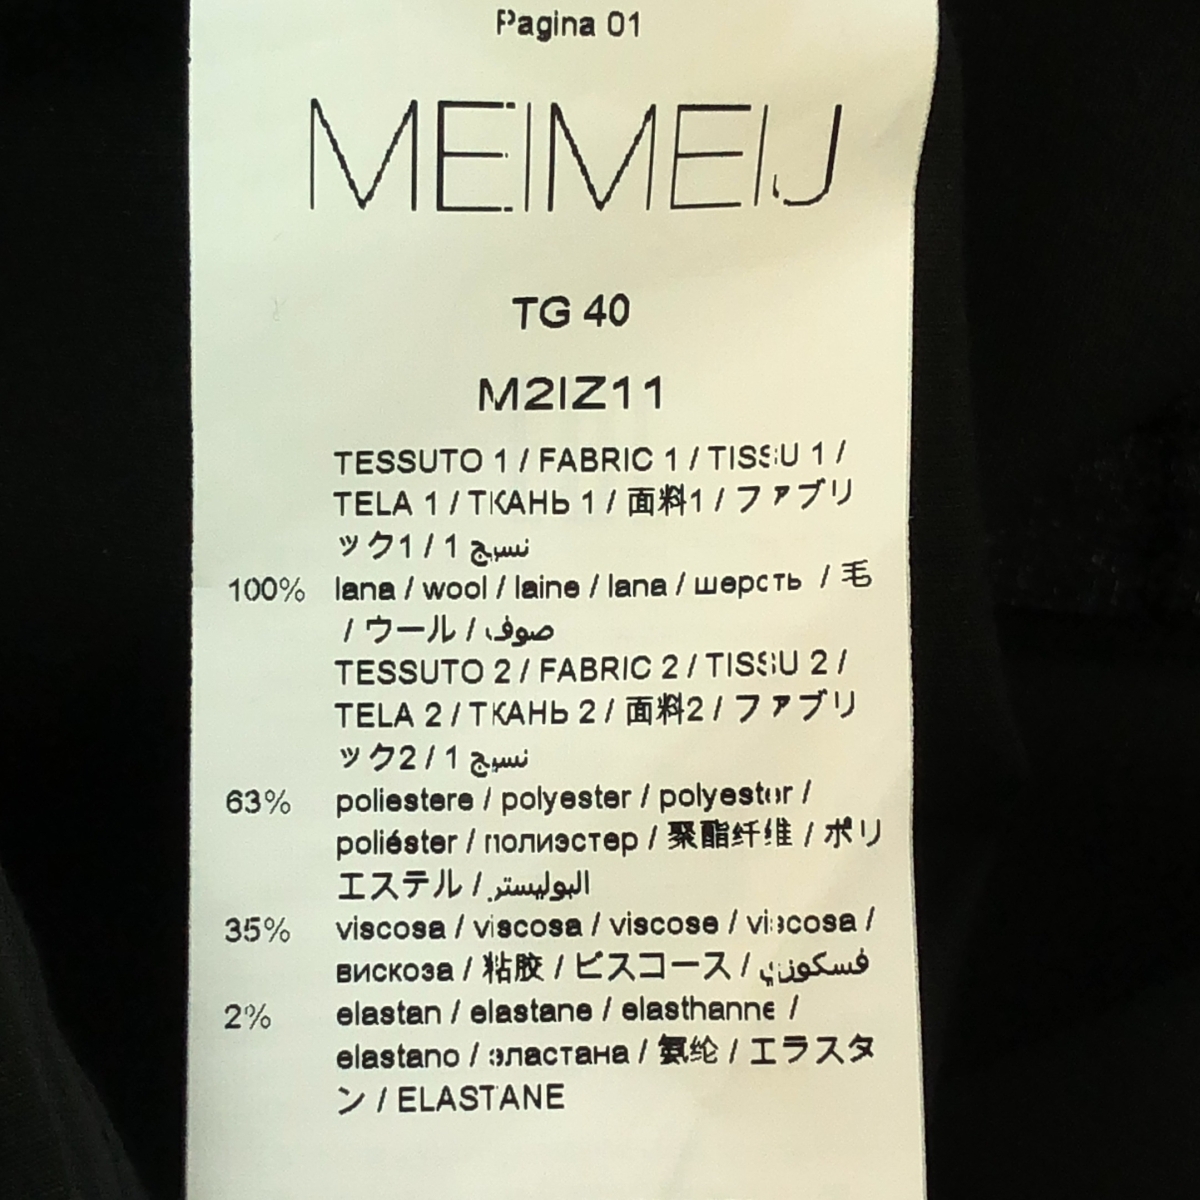 Pagina 01
MEIMEIJ
TG 40
M2IZ11
TESSUTO 1 / FABRIC 1 / TISSU 1 /
TELA 1 / ТКАНЬ 1 / 面料1 / ファブリ
ック1 / 1 نسيج
100% lana / wool / laine / lana / шерсть / 毛
/ ウール / صوف
TESSUTO 2 / FABRIC 2 / TISSU 2 /
TELA 2 / ТКАНЬ 2 / 面料2 / ファブリ
ック2 / 1 نسيج
63% poliestere / polyester / polyester /
poliéster / полиэстер / 聚酯纤维 / ポリ
エステル / البوليستر
35% viscosa / viscosa / viscose / viscosa /
вискоза / 粘胶 / ビスコース / فسكوزي
2% elastan / elastane / elasthanne /
elastano / эластана / 氨纶 / エラスタ
ン / ELASTANE